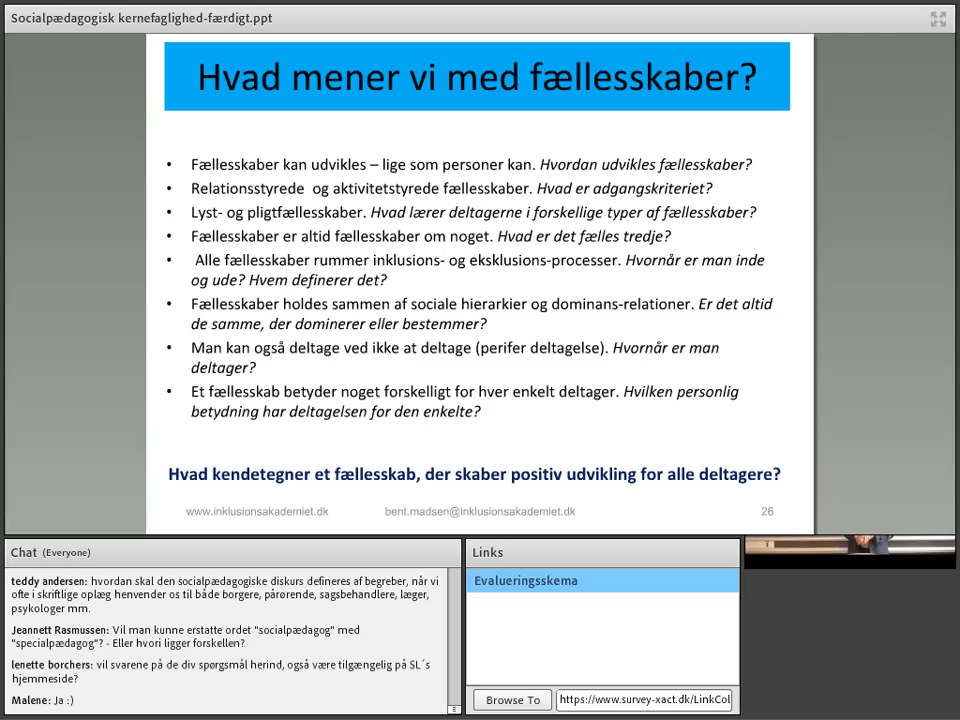 Socialpædagogisk kernefaglighed-færdigt.ppt
Hvad mener vi med fællesskaber?
• Fællesskaber kan udvikles – lige som personer kan. Hvordan udvikles fællesskaber?
• Relationsstyrede og aktivitetstyrede fællesskaber. Hvad er adgangskriteriet?
• Lyst- og pligtfællesskaber. Hvad lærer deltagerne i forskellige typer af fællesskaber?
• Fællesskaber er altid fællesskaber om noget. Hvad er det fælles tredje?
• Alle fællesskaber rummer inklusions- og eksklusions-processer. Hvornår er man inde
og ude? Hvem definerer det?
• Fællesskaber holdes sammen af sociale hierarkier og dominans-relationer. Er det altid
de samme, der dominerer eller bestemmer?
• Man kan også deltage ved ikke at deltage (perifer deltagelse). Hvornår er man
deltager?
• Et fællesskab betyder noget forskelligt for hver enkelt deltager. Hvilken personlig
betydning har deltagelsen for den enkelte?
Hvad kendetegner et fællesskab, der skaber positiv udvikling for alle deltagere?
www.inklusionsakademiet.dk bent.madsen@inklusionsakademiet.dk 26
Chat (Everyone)
teddy andersen: hvordan skal den socialpædagogiske diskurs defineres af begreber, når vi
ofte i skriftlige oplæg henvender os til både borgere, pårørende, sagsbehandlere, læger,
psykologer mm.
Jeannett Rasmussen: Vil man kunne erstatte ordet "socialpædagog" med
"specialpædagog"? - Eller hvori ligger forskellen?
lenette borchers: vil svarene på de div spørgsmål herind, også være tilgængelig på SL´s
hjemmeside?
Malene: Ja :)
Links
Evalueringsskema
Browse To https://www.survey-xact.dk/LinkCol